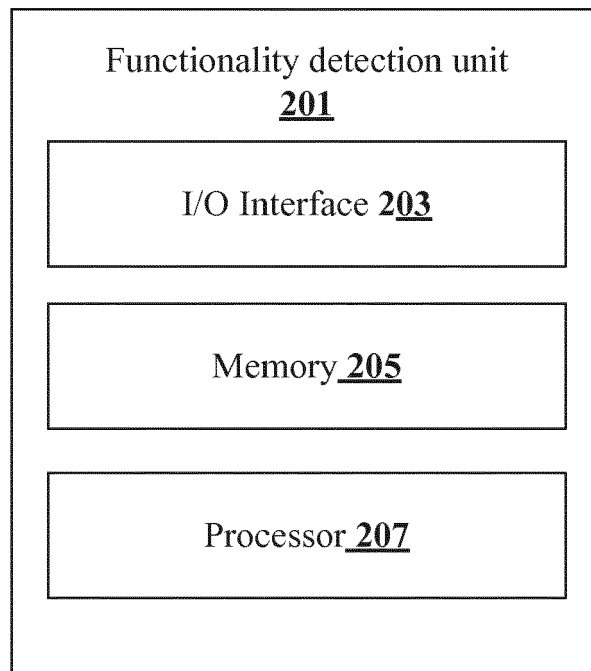 Functionality detection unit
201
I/O Interface 203
Memory 205
Processor 207